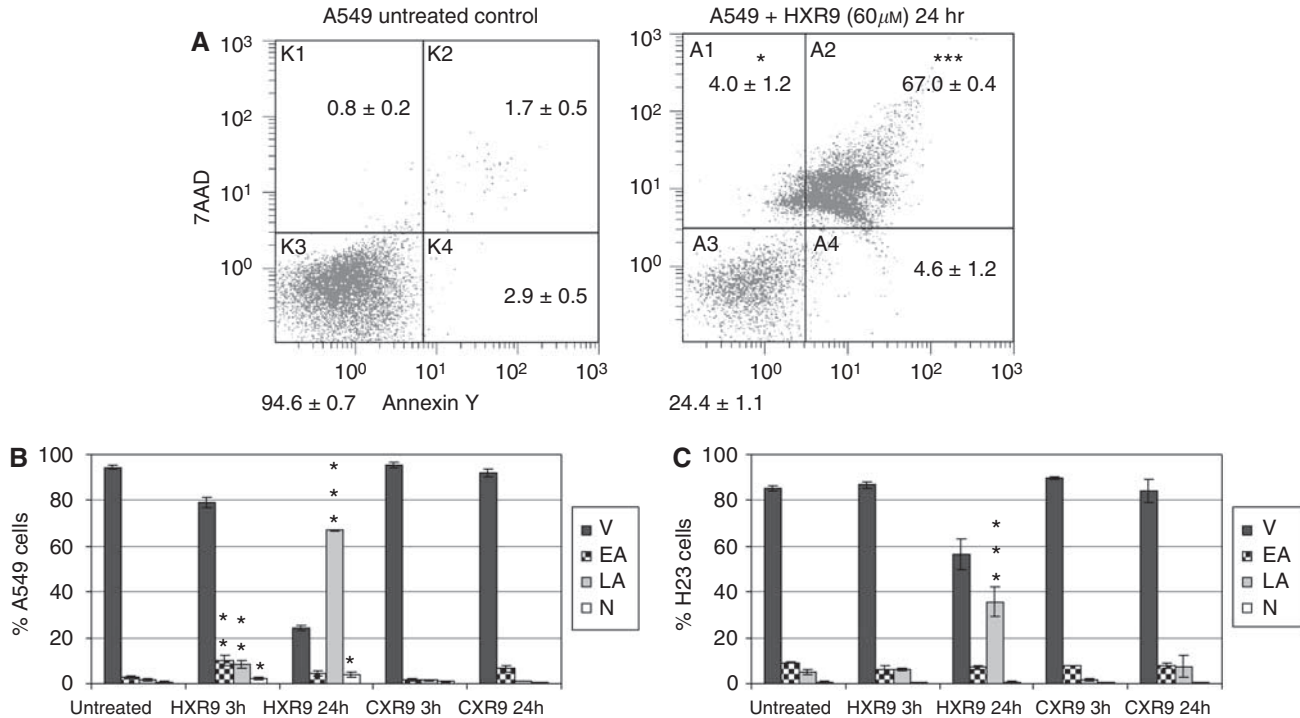 A549 untreated control
A549 + HXR9 (60μM) 24 hr
A
10³
10²
10¹
10⁰
7AAD
K1
K2
0.8 ± 0.2
1.7 ± 0.5
K3
K4
2.9 ± 0.5
10⁰ 10¹ 10² 10³
94.6 ± 0.7 Annexin Y
10³
10²
10¹
10⁰
A1
A2
*
***
4.0 ± 1.2
67.0 ± 0.4
A3
A4
4.6 ± 1.2
10⁰ 10¹ 10² 10³
24.4 ± 1.1
B
% A549 cells
100
80
60
40
20
0
* * *
* *
* *
*
*
Untreated HXR9 3h HXR9 24h CXR9 3h CXR9 24h
V
EA
LA
N
C
% H23 cells
100
80
60
40
20
0
* * *
Untreated HXR9 3h HXR9 24h CXR9 3h CXR9 24h
V
EA
LA
N